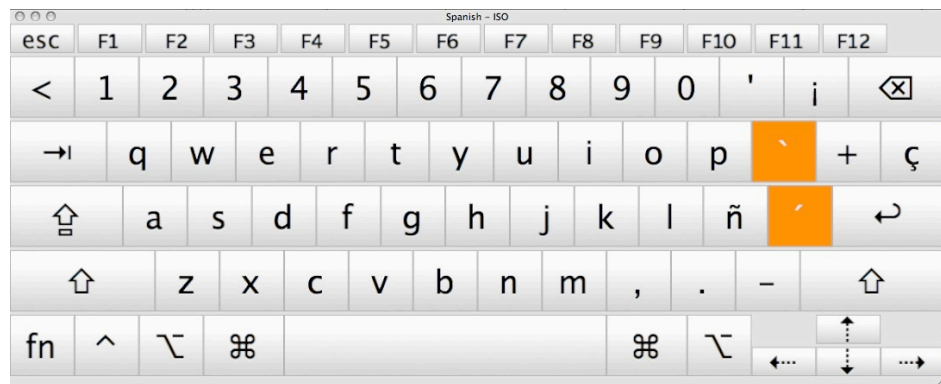 Spanish – ISO
esc F1 F2 F3 F4 F5 F6 F7 F8 F9 F10 F11 F12
< 1 2 3 4 5 6 7 8 9 0 ' ¡ ⌫
⇥ q w e r t y u i o p ` + ç
⇪ a s d f g h j k l ñ ´ ↩
⇧ z x c v b n m , . – ⇧
fn ^ ⌥ ⌘ ⌘ ⌥ ⇠ ⇡ ⇣ ⇢